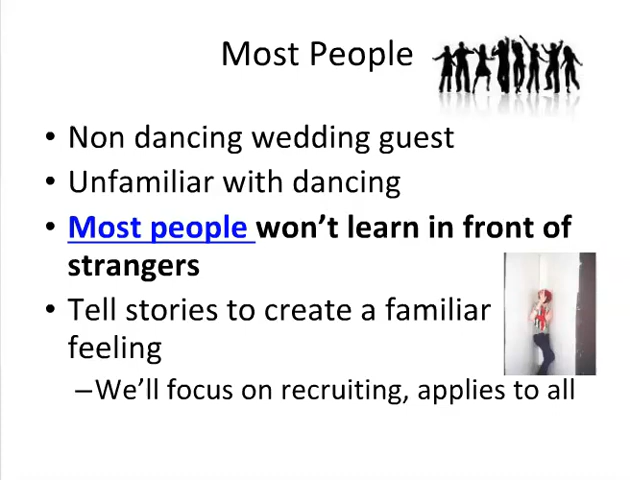 Most People
• Non dancing wedding guest
• Unfamiliar with dancing
• Most people won’t learn in front of
strangers
• Tell stories to create a familiar
feeling
–We’ll focus on recruiting, applies to all